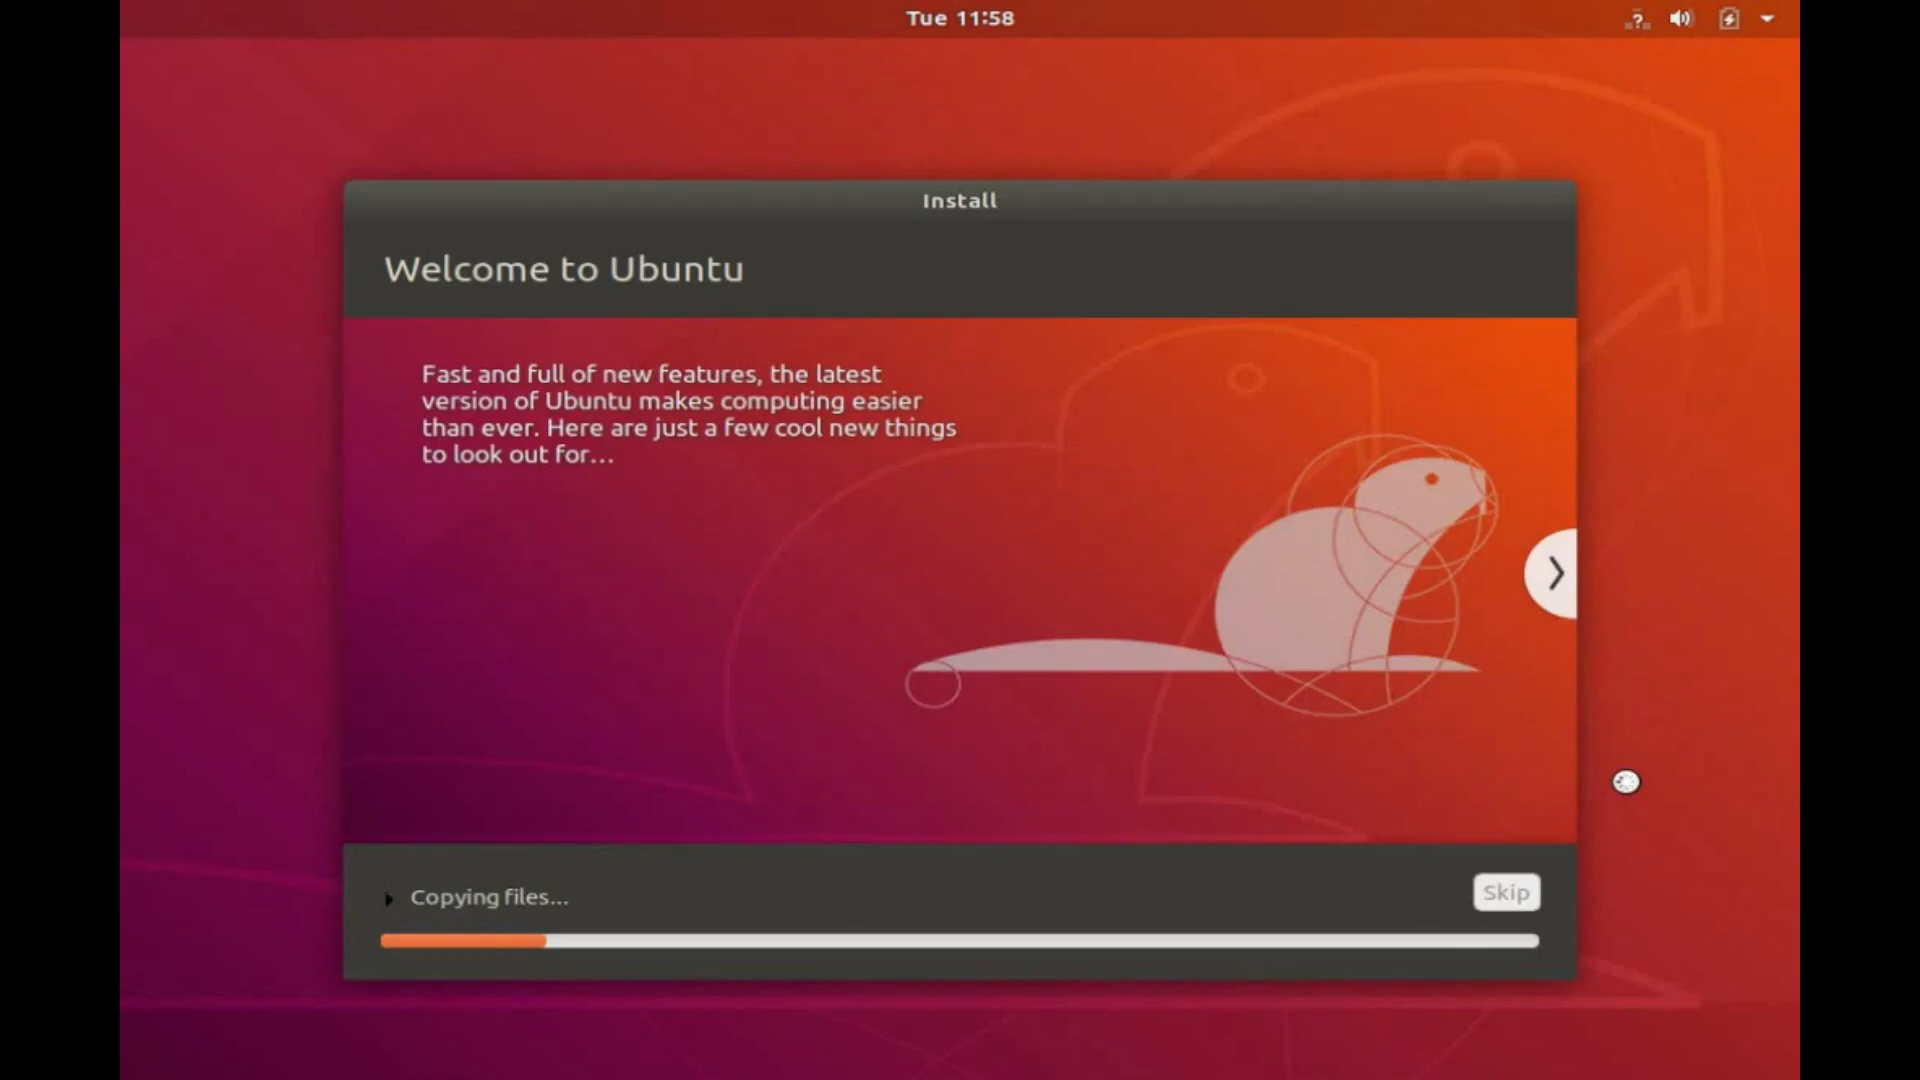 Tue 11:58
Install
Welcome to Ubuntu
Fast and full of new features, the latest
version of Ubuntu makes computing easier
than ever. Here are just a few cool new things
to look out for...
Copying files...
Skip